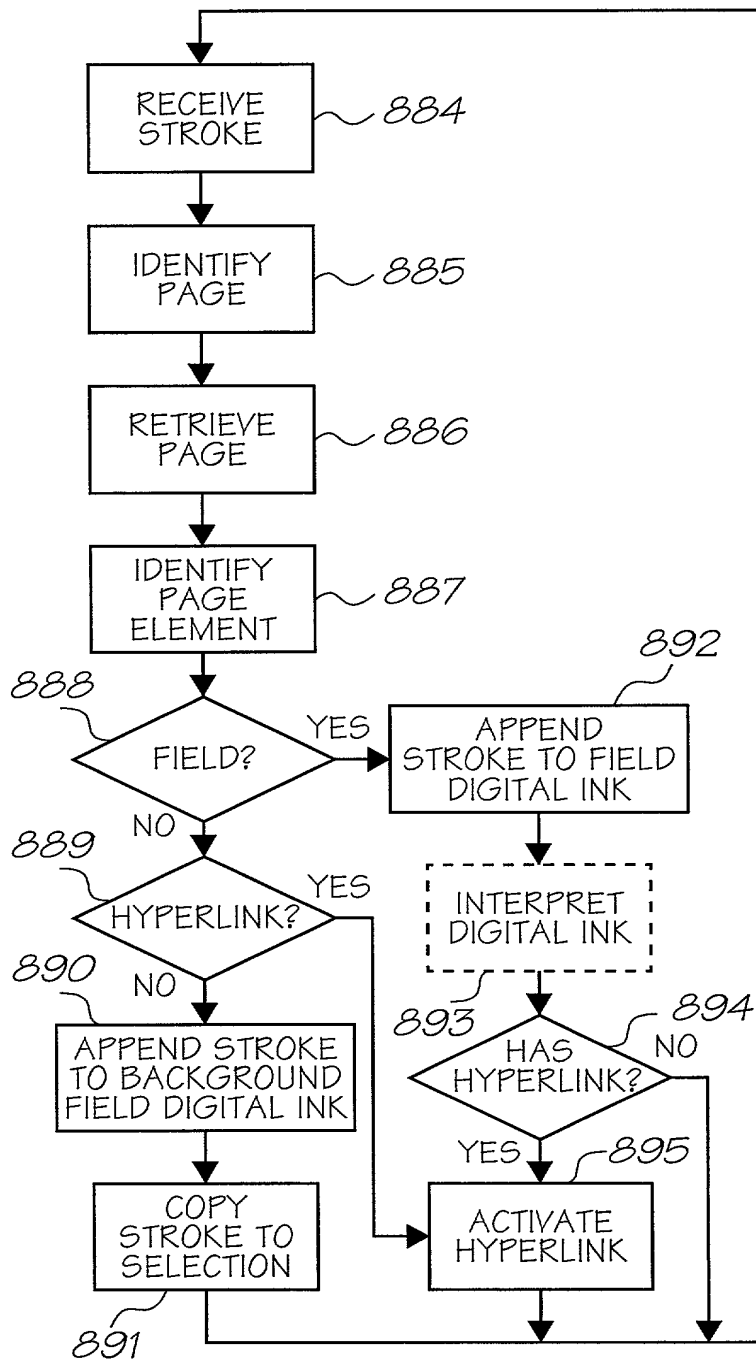 RECEIVE
STROKE
884
IDENTIFY
PAGE
885
RETRIEVE
PAGE
886
IDENTIFY
PAGE
ELEMENT
887
888
FIELD?
YES
NO
892
APPEND
STROKE TO FIELD
DIGITAL INK
889
HYPERLINK?
YES
NO
INTERPRET
DIGITAL INK
893
890
APPEND STROKE
TO BACKGROUND
FIELD DIGITAL INK
894
HAS
HYPERLINK?
NO
YES
COPY
STROKE TO
SELECTION
891
895
ACTIVATE
HYPERLINK